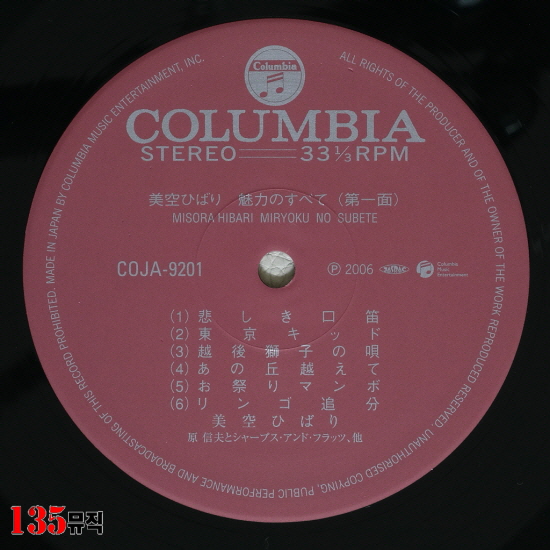 Columbia
COLUMBIA
STEREO 33 1/3 RPM
美空ひばり 魅力のすべて (第一面)
MISORA HIBARI MIRYOKU NO SUBETE
COJA-9201
Ⓟ 2006
Columbia
Music
Entertainment
(1) 悲しき口笛
(2) 東京キッド
(3) 越後獅子の唄
(4) あの丘越えて
(5) お祭りマンボ
(6) リンゴ追分
美空ひばり
原 信夫とシャープス・アンド・フラッツ、他
ALL RIGHTS OF THE PRODUCER AND OF THE OWNER OF THE WORK REPRODUCED RESERVED. UNAUTHORISED COPYING, PUBLIC PERFORMANCE AND BROADCASTING OF THIS RECORD PROHIBITED. MADE IN JAPAN BY COLUMBIA MUSIC ENTERTAINMENT, INC.
135뮤직